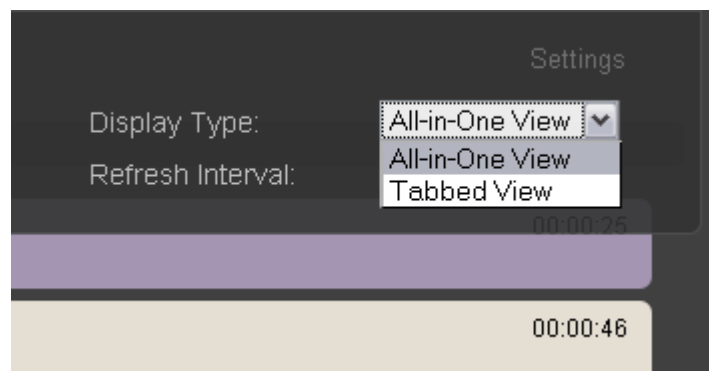 Settings
Display Type: All-in-One View
All-in-One View
Refresh Interval:
Tabbed View
00:00:25
00:00:46